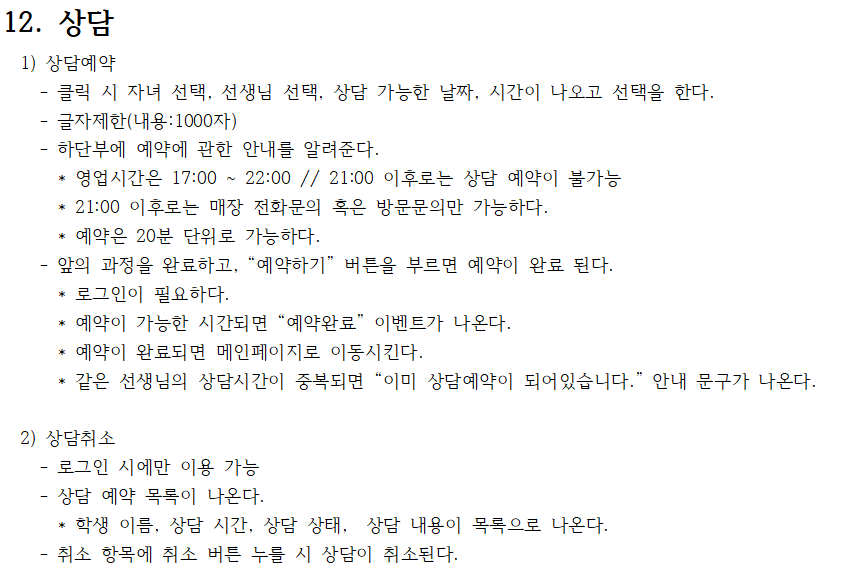 12. 상담
1) 상담예약
- 클릭 시 자녀 선택, 선생님 선택, 상담 가능한 날짜, 시간이 나오고 선택을 한다.
- 글자제한(내용:1000자)
- 하단부에 예약에 관한 안내를 알려준다.
* 영업시간은 17:00 ~ 22:00 // 21:00 이후로는 상담 예약이 불가능
* 21:00 이후로는 매장 전화문의 혹은 방문문의만 가능하다.
* 예약은 20분 단위로 가능하다.
- 앞의 과정을 완료하고, “예약하기” 버튼을 부르면 예약이 완료 된다.
* 로그인이 필요하다.
* 예약이 가능한 시간되면 “예약완료” 이벤트가 나온다.
* 예약이 완료되면 메인페이지로 이동시킨다.
* 같은 선생님의 상담시간이 중복되면 “이미 상담예약이 되어있습니다.” 안내 문구가 나온다.
2) 상담취소
- 로그인 시에만 이용 가능
- 상담 예약 목록이 나온다.
* 학생 이름, 상담 시간, 상담 상태, 상담 내용이 목록으로 나온다.
- 취소 항목에 취소 버튼 누를 시 상담이 취소된다.